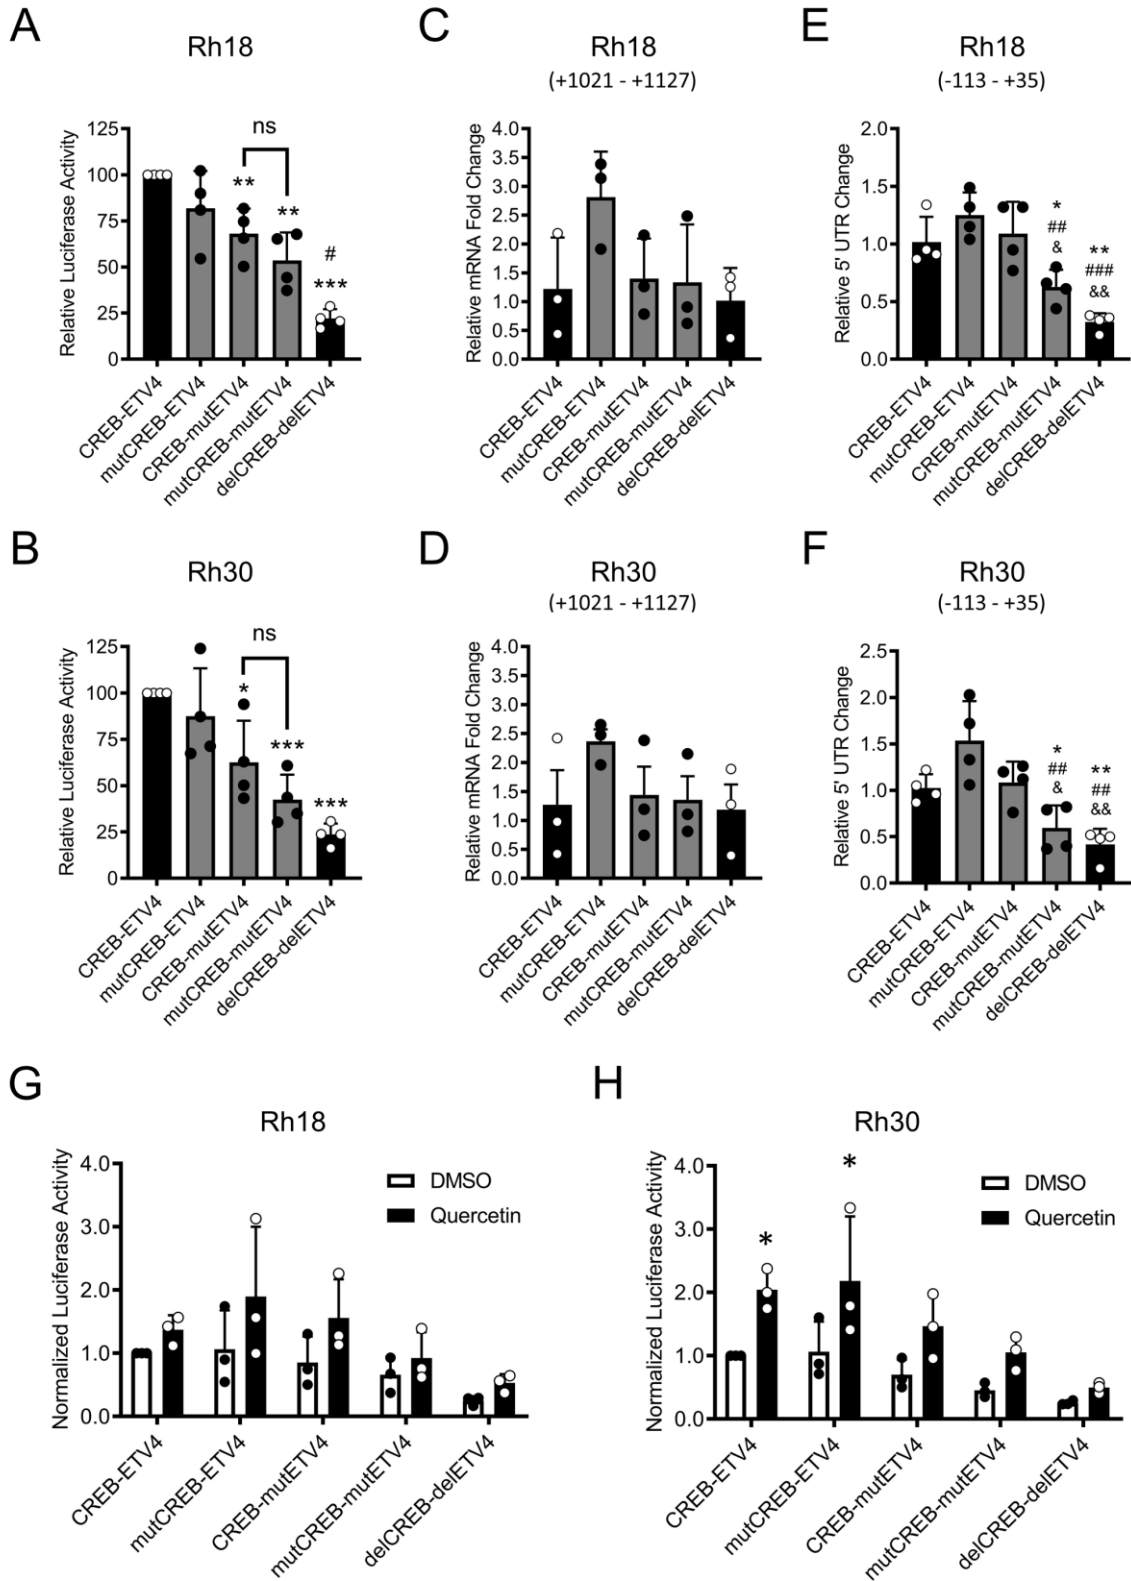 A
Rh18
Relative Luciferase Activity
125
100
75
50
25
0
ns
**
**
#
***
CREB-ETV4
mutCREB-ETV4
CREB-mutETV4
mutCREB-mutETV4
delCREB-delETV4
C
Rh18
(+1021 - +1127)
Relative mRNA Fold Change
4.0
3.5
3.0
2.5
2.0
1.5
1.0
0.5
0.0
CREB-ETV4
mutCREB-ETV4
CREB-mutETV4
mutCREB-mutETV4
delCREB-delETV4
E
Rh18
(-113 - +35)
Relative 5' UTR Change
2.0
1.5
1.0
0.5
0.0
*
##
&
**
###
&&
CREB-ETV4
mutCREB-ETV4
CREB-mutETV4
mutCREB-mutETV4
delCREB-delETV4
B
Rh30
Relative Luciferase Activity
125
100
75
50
25
0
ns
*
***
***
CREB-ETV4
mutCREB-ETV4
CREB-mutETV4
mutCREB-mutETV4
delCREB-delETV4
D
Rh30
(+1021 - +1127)
Relative mRNA Fold Change
4.0
3.5
3.0
2.5
2.0
1.5
1.0
0.5
0.0
CREB-ETV4
mutCREB-ETV4
CREB-mutETV4
mutCREB-mutETV4
delCREB-delETV4
F
Rh30
(-113 - +35)
Relative 5' UTR Change
2.5
2.0
1.5
1.0
0.5
0.0
*
##
&
**
##
&&
CREB-ETV4
mutCREB-ETV4
CREB-mutETV4
mutCREB-mutETV4
delCREB-delETV4
G
Rh18
Normalized Luciferase Activity
4.0
3.0
2.0
1.0
0.0
DMSO
Quercetin
CREB-ETV4
mutCREB-ETV4
CREB-mutETV4
mutCREB-mutETV4
delCREB-delETV4
H
Rh30
Normalized Luciferase Activity
4.0
3.0
2.0
1.0
0.0
*
*
DMSO
Quercetin
CREB-ETV4
mutCREB-ETV4
CREB-mutETV4
mutCREB-mutETV4
delCREB-delETV4